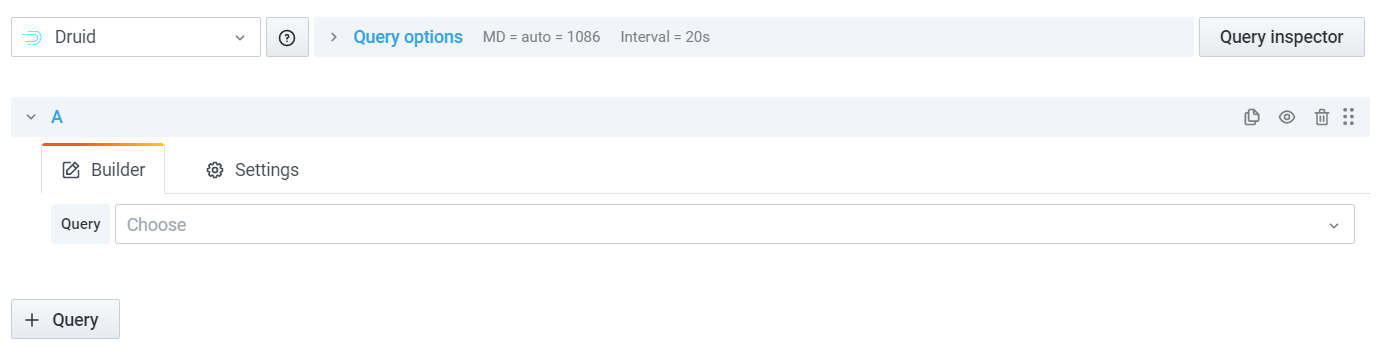 Druid
Query options MD = auto = 1086 Interval = 20s
Query inspector
A
Builder
Settings
Query
Choose
Query